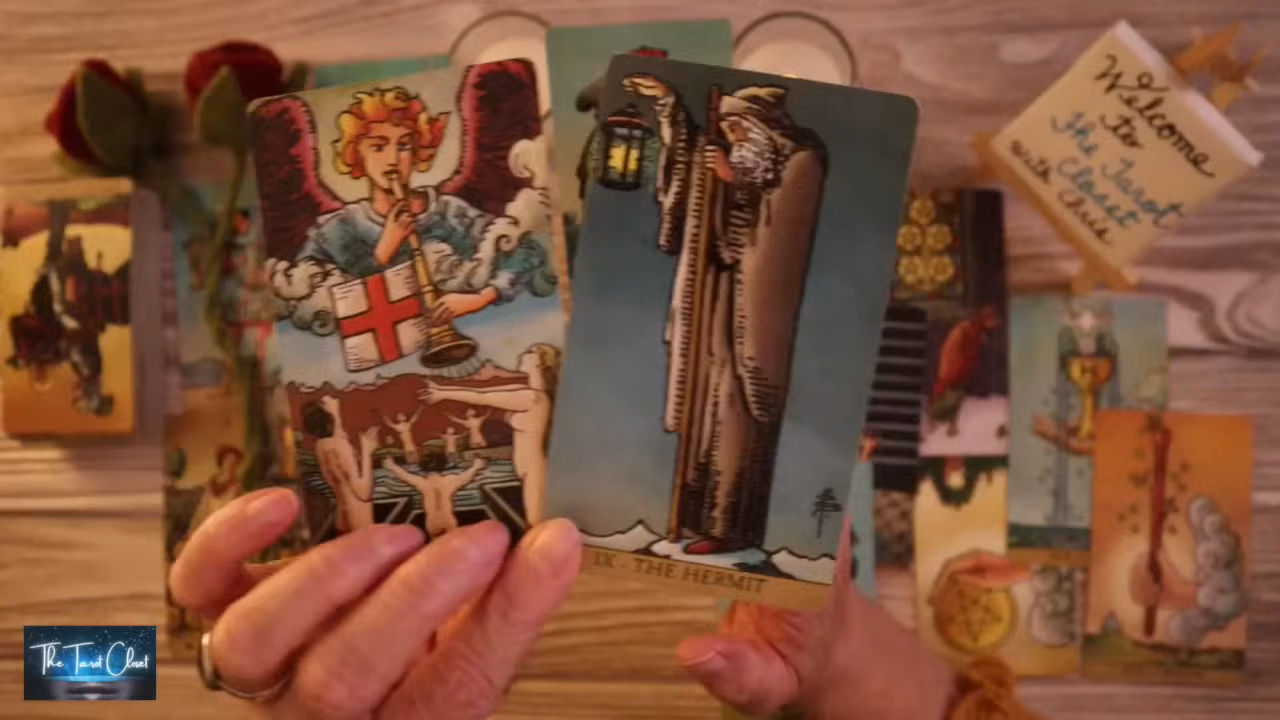 Welcome
to
The Tarot
Closet
with Chris
IX · THE HERMIT
The Tarot Closet